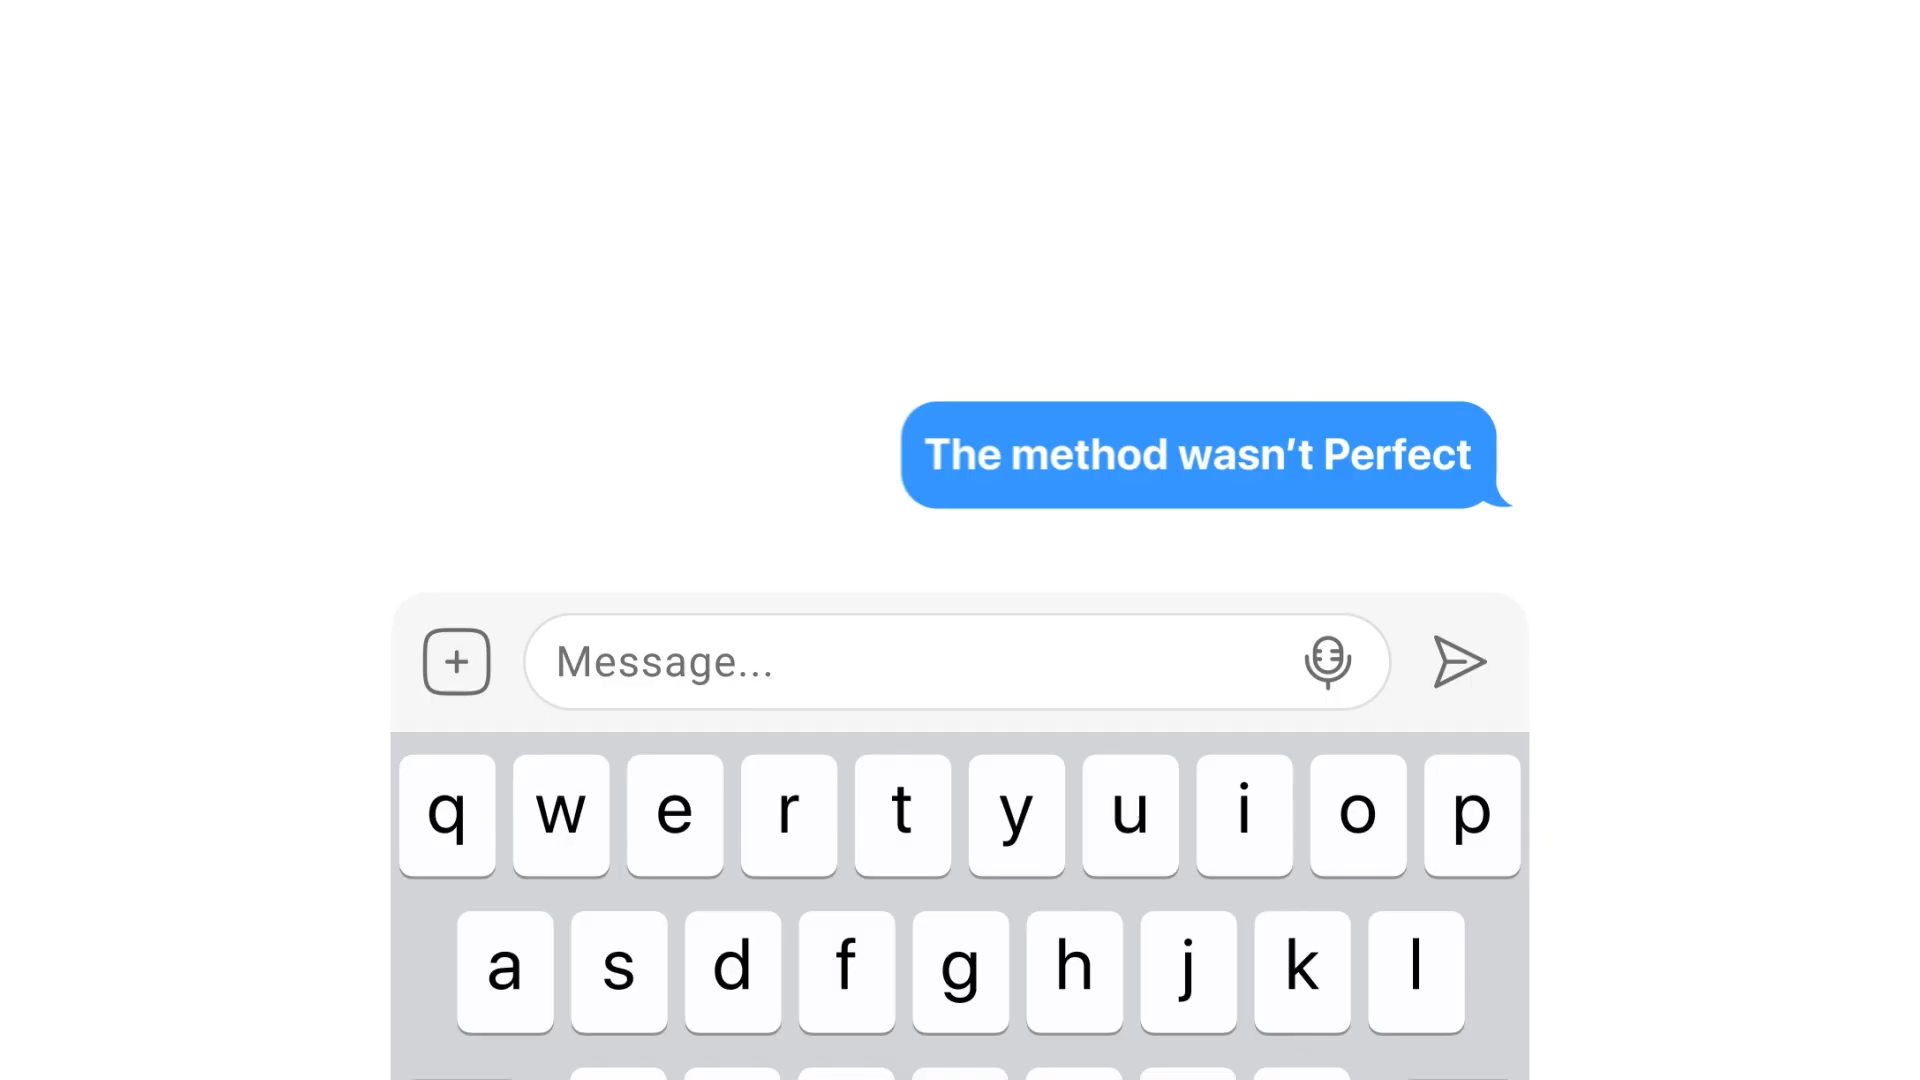 The method wasn’t Perfect
Message...
q w e r t y u i o p
a s d f g h j k l